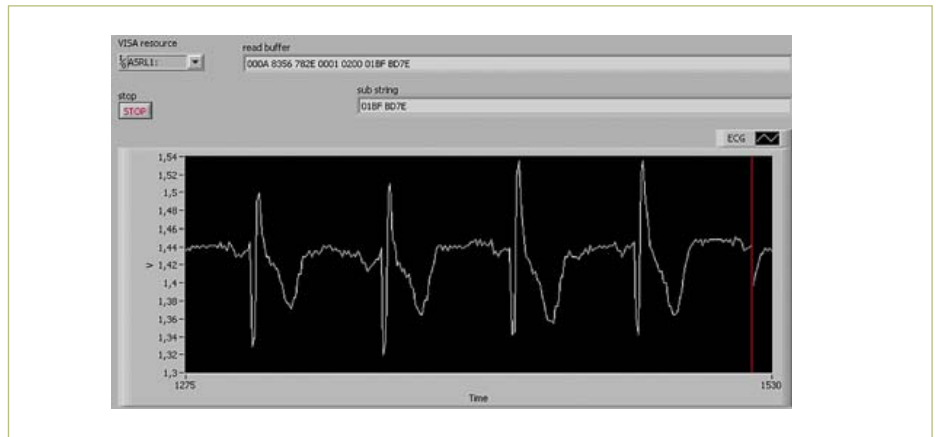 VISA resource
read buffer
ASRL1:
000A 8356 782E 0001 0200 01BF BD7E
stop
STOP
sub string
01BF BD7E
ECG
1,54
1,52
1,5
1,48
1,46
1,44
1,42
1,4
1,38
1,36
1,34
1,32
1,3
V
1275
1530
Time